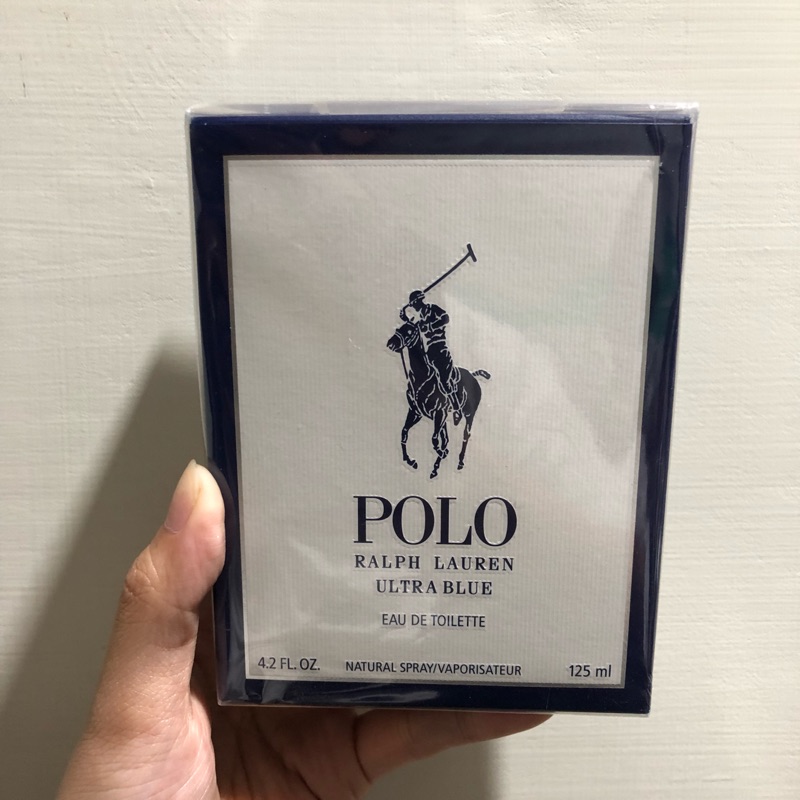 POLO
RALPH LAUREN
ULTRA BLUE
EAU DE TOILETTE
4.2 FL. OZ. NATURAL SPRAY/VAPORISATEUR 125 ml